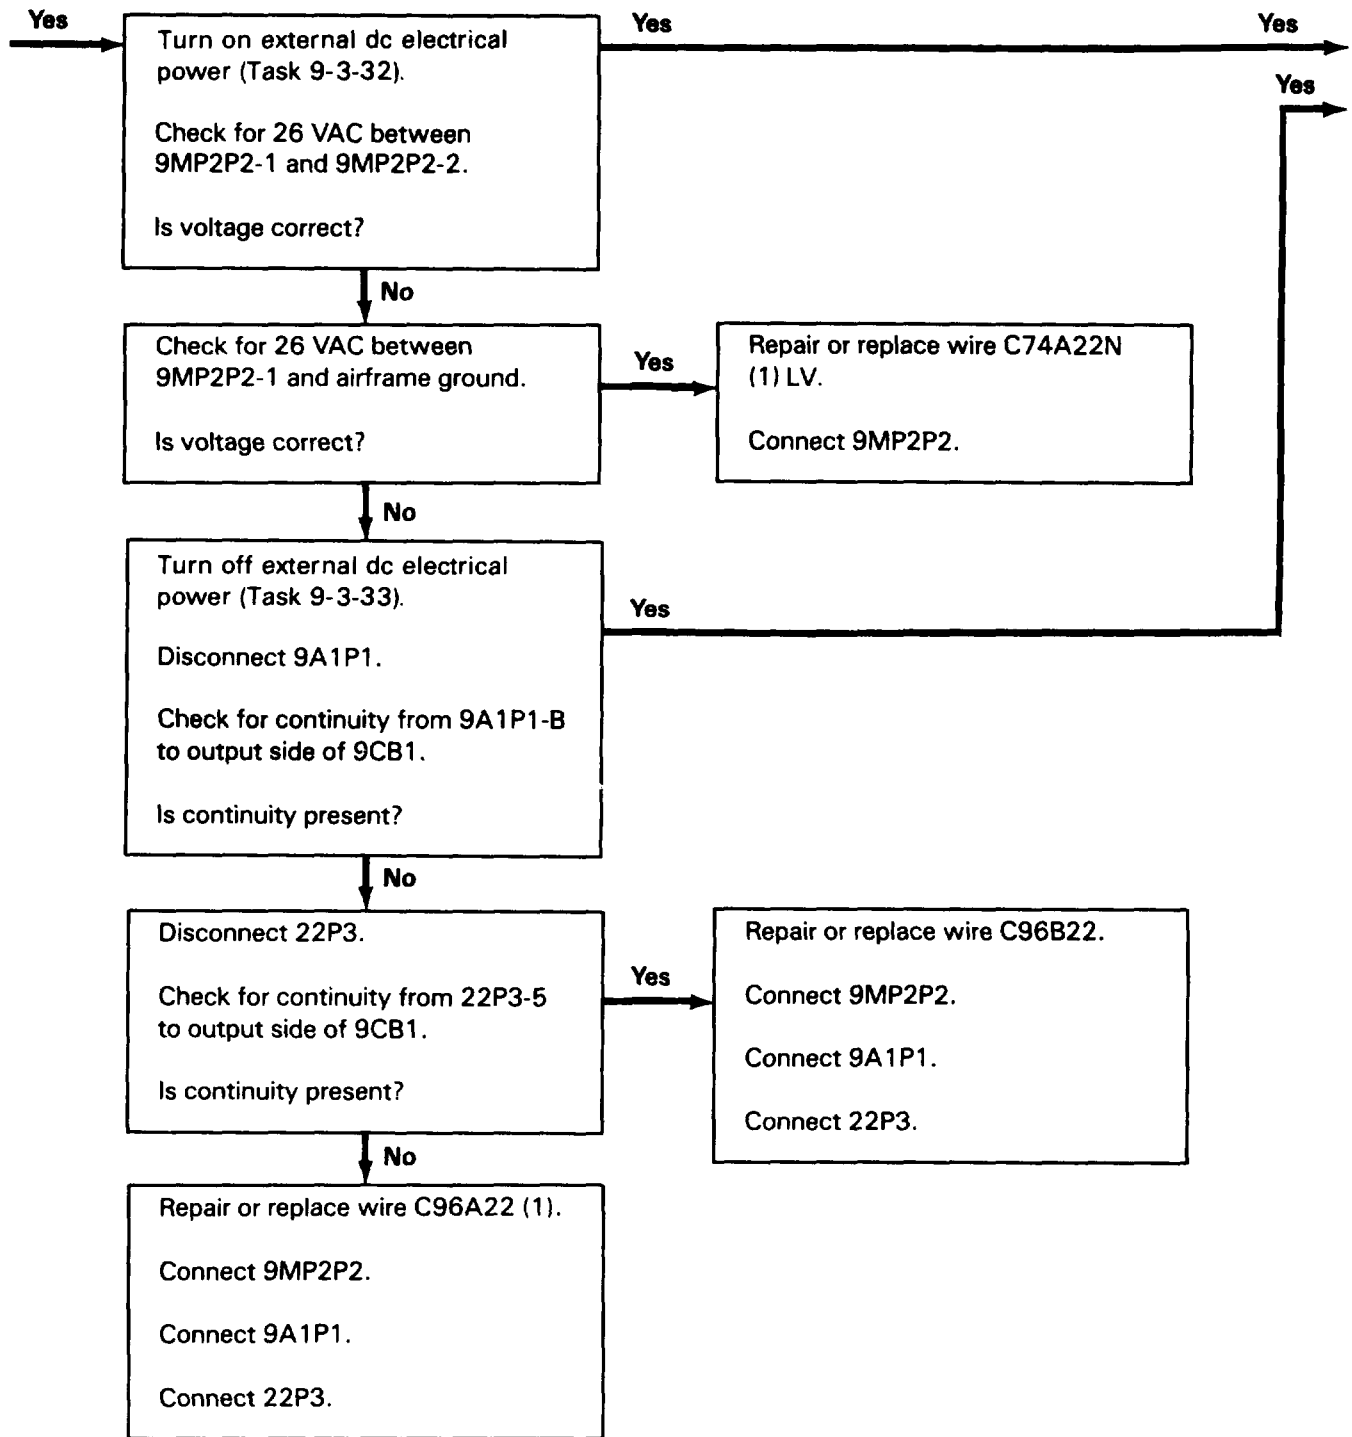 Yes
Turn on external dc electrical
power (Task 9-3-32).
Check for 26 VAC between
9MP2P2-1 and 9MP2P2-2.
Is voltage correct?
Yes
Yes
Yes
No
Check for 26 VAC between
9MP2P2-1 and airframe ground.
Is voltage correct?
Yes
Repair or replace wire C74A22N
(1) LV.
Connect 9MP2P2.
No
Turn off external dc electrical
power (Task 9-3-33).
Disconnect 9A1P1.
Check for continuity from 9A1P1-B
to output side of 9CB1.
Is continuity present?
Yes
No
Disconnect 22P3.
Check for continuity from 22P3-5
to output side of 9CB1.
Is continuity present?
Yes
Repair or replace wire C96B22.
Connect 9MP2P2.
Connect 9A1P1.
Connect 22P3.
No
Repair or replace wire C96A22 (1).
Connect 9MP2P2.
Connect 9A1P1.
Connect 22P3.